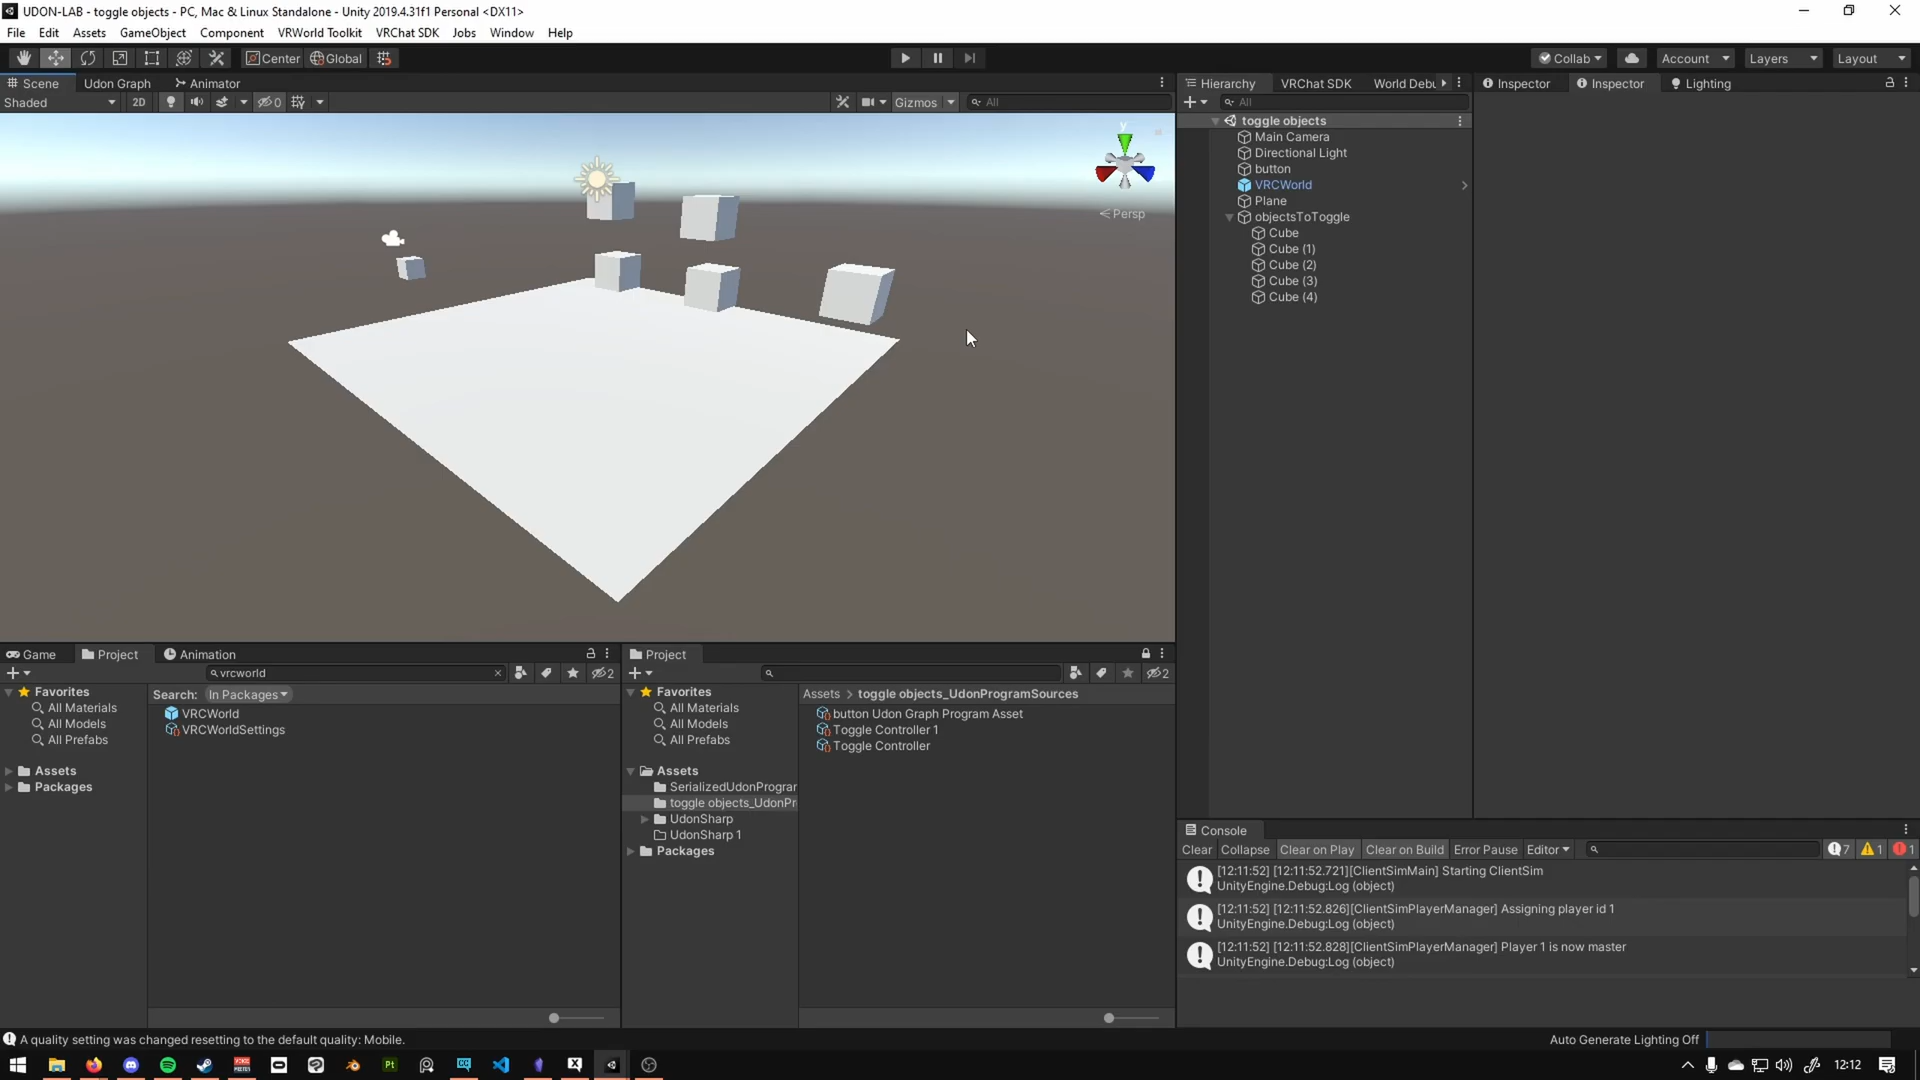 UDON-LAB - toggle objects - PC, Mac & Linux Standalone - Unity 2019.4.31f1 Personal <DX11>
File Edit Assets GameObject Component VRWorld Toolkit VRChat SDK Jobs Window Help
Center Global Collab Account Layers Layout
Scene Udon Graph Animator
Shaded 2D 0 Gizmos All
y
Persp
Hierarchy VRChat SDK World Debu
All
toggle objects
Main Camera
Directional Light
button
VRCWorld
Plane
objectsToToggle
Cube
Cube (1)
Cube (2)
Cube (3)
Cube (4)
Inspector Inspector Lighting
Game Project Animation
vrcworld 2
Favorites
All Materials
All Models
All Prefabs
Assets
Packages
Search: In Packages
VRCWorld
VRCWorldSettings
Project
2
Favorites
All Materials
All Models
All Prefabs
Assets
SerializedUdonPrograr
toggle objects_UdonPr
UdonSharp
UdonSharp 1
Packages
Assets > toggle objects_UdonProgramSources
button Udon Graph Program Asset
Toggle Controller 1
Toggle Controller
Console
Clear Collapse Clear on Play Clear on Build Error Pause Editor 7 1 1
[12:11:52] [12:11:52.721][ClientSimMain] Starting ClientSim
UnityEngine.Debug:Log (object)
[12:11:52] [12:11:52.826][ClientSimPlayerManager] Assigning player id 1
UnityEngine.Debug:Log (object)
[12:11:52] [12:11:52.828][ClientSimPlayerManager] Player 1 is now master
UnityEngine.Debug:Log (object)
A quality setting was changed resetting to the default quality: Mobile.
Auto Generate Lighting Off
Pt CC X
12:12